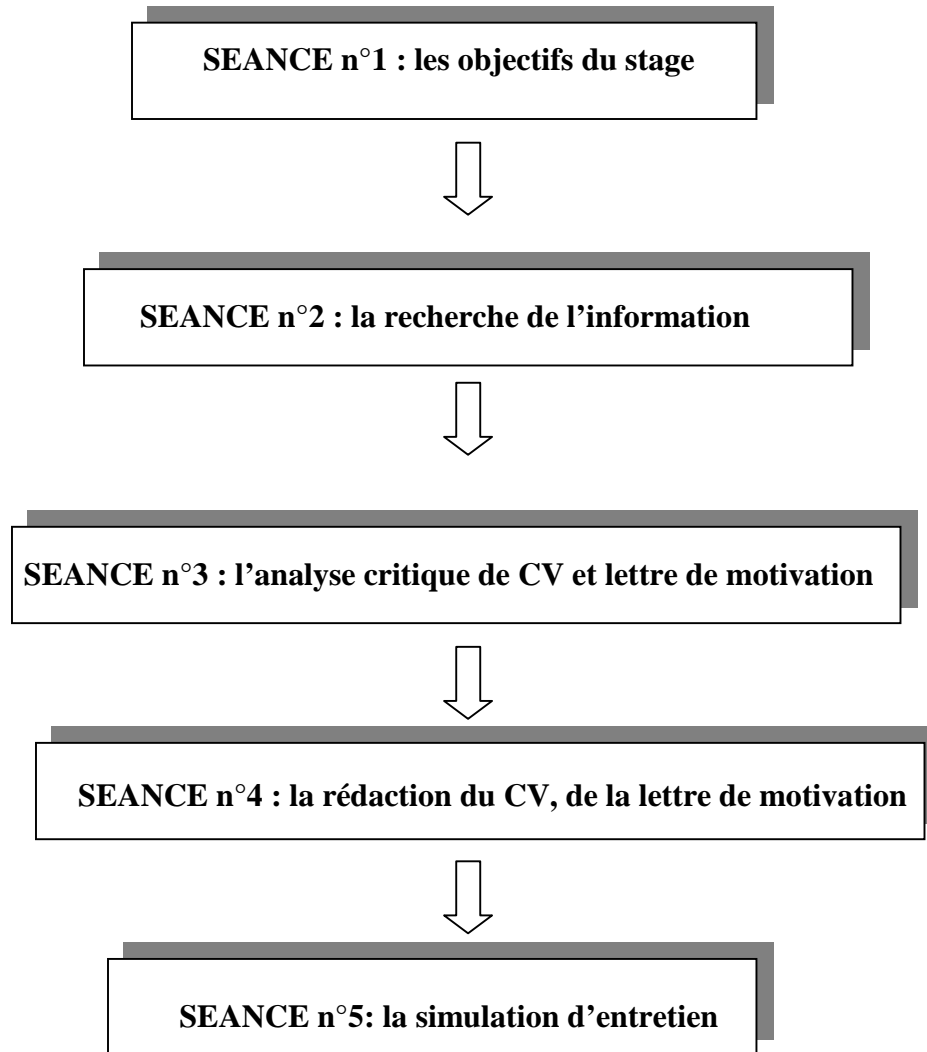 SEANCE n°1 : les objectifs du stage
SEANCE n°2 : la recherche de l’information
SEANCE n°3 : l’analyse critique de CV et lettre de motivation
SEANCE n°4 : la rédaction du CV, de la lettre de motivation
SEANCE n°5: la simulation d’entretien